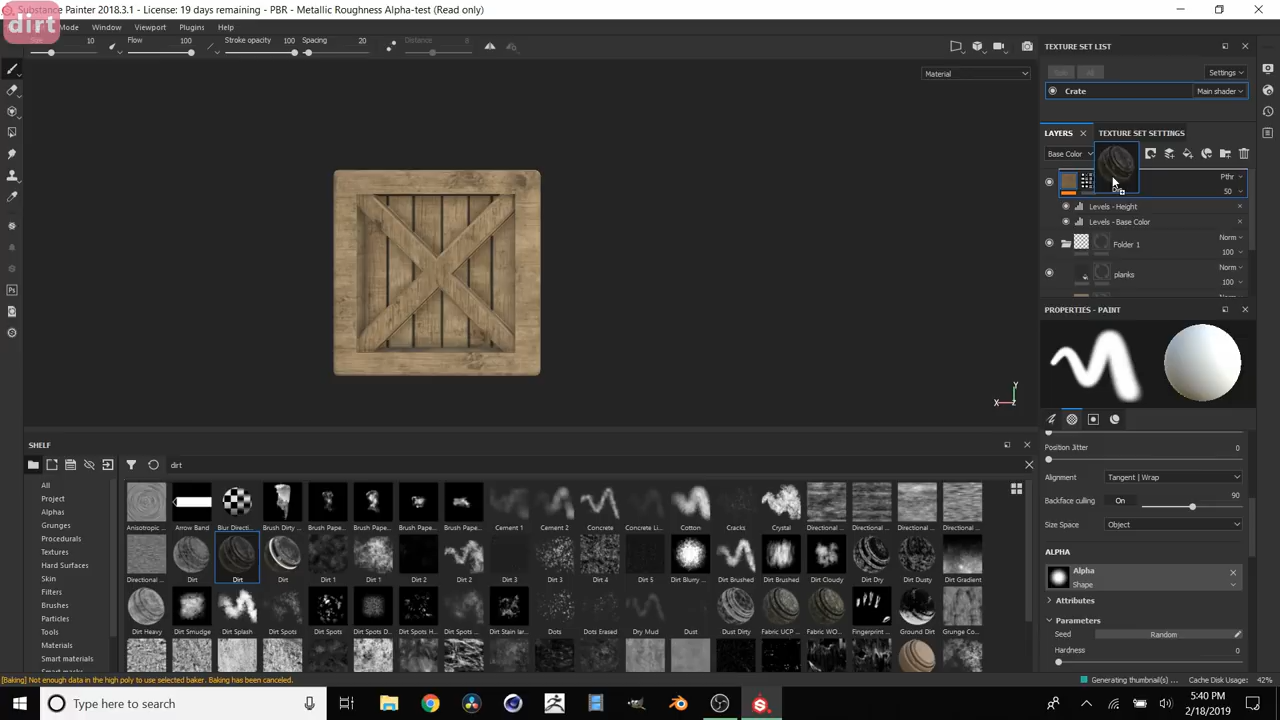 dirt
Substance Painter 2018.3.1 - License: 19 days remaining - PBR - Metallic Roughness Alpha-test (Read only)
Mode Window Viewport Plugins Help
Size 10 Flow 100 Stroke opacity 100 Spacing 20 Distance 8
Material
TEXTURE SET LIST
Settings
Crate Main shader
LAYERS TEXTURE SET SETTINGS
Base Color
Pthr
50
Levels - Height
Levels - Base Color
Folder 1 Norm
100
planks Norm
100
PROPERTIES - PAINT
Y
X Z
Position Jitter 0
Alignment Tangent | Wrap
Backface culling On 90
Size Space Object
ALPHA
Alpha
Shape
Attributes
Parameters
Seed Random
Hardness 0
SHELF
dirt
All
Project
Alphas
Grunges
Procedurals
Textures
Hard Surfaces
Skin
Filters
Brushes
Particles
Tools
Materials
Smart materials
Anisotropic ... Arrow Band Blur Directi... Brush Dirty ... Brush Pape... Brush Pape... Brush Pape... Brush Pape... Cement 1 Cement 2 Concrete Concrete Li... Cotton Cracks Crystal Directional ... Directional ... Directional ... Directional ...
Directional ... Dirt Dirt Dirt Dirt 1 Dirt 1 Dirt 2 Dirt 2 Dirt 3 Dirt 3 Dirt 4 Dirt 5 Dirt Blurry ... Dirt Brushed Dirt Brushed Dirt Cloudy Dirt Dry Dirt Dusty Dirt Gradient
Dirt Heavy Dirt Smudge Dirt Splash Dirt Spots Dirt Spots Dirt Spots D... Dirt Spots H... Dirt Spots ... Dirt Stain lar... Dots Dots Erased Dry Mud Dust Dust Dirty Fabric UCP ... Fabric WO... Fingerprint ... Ground Dirt Grunge Co...
[Baking] Not enough data in the high poly to use selected baker. Baking has been canceled.
Generating thumbnail(s) ... Cache Disk Usage: 42%
Type here to search
5:40 PM
2/18/2019